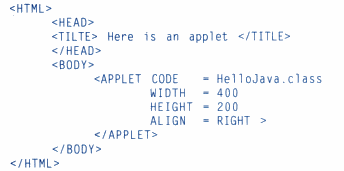 <HTML>
<HEAD>
<TILTE> Here is an applet </TITLE>
</HEAD>
<BODY>
<APPLET CODE = HelloJava.class
WIDTH = 400
HEIGHT = 200
ALIGN = RIGHT >
</APPLET>
</BODY>
</HTML>